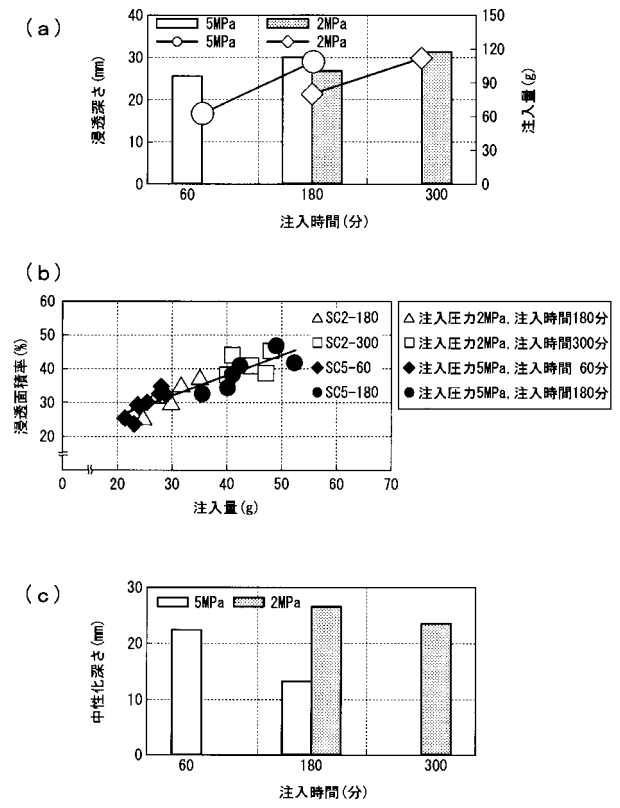 (a)
5MPa 2MPa
5MPa 2MPa
浸透深さ(mm)
40
30
20
10
0
注入量(g)
150
120
90
60
30
0
60 180 300
注入時間(分)
(b)
浸透面積率(%)
60
50
40
30
20
△SC2-180
□SC2-300
◆SC5-60
●SC5-180
△注入圧力2MPa, 注入時間180分
□注入圧力2MPa, 注入時間300分
◆注入圧力5MPa, 注入時間 60分
●注入圧力5MPa, 注入時間180分
0 20 30 40 50 60 70
注入量(g)
(c)
5MPa 2MPa
中性化深さ(mm)
30
20
10
0
60 180 300
注入時間(分)